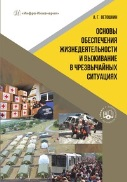 «Инфра-Инженерия»
В. Г. ВЕТОШКИН
ОСНОВЫ
ОБЕСПЕЧЕНИЯ
ЖИЗНЕДЕЯТЕЛЬНОСТИ
И ВЫЖИВАНИЕ
В ЧРЕЗВЫЧАЙНЫХ
СИТУАЦИЯХ